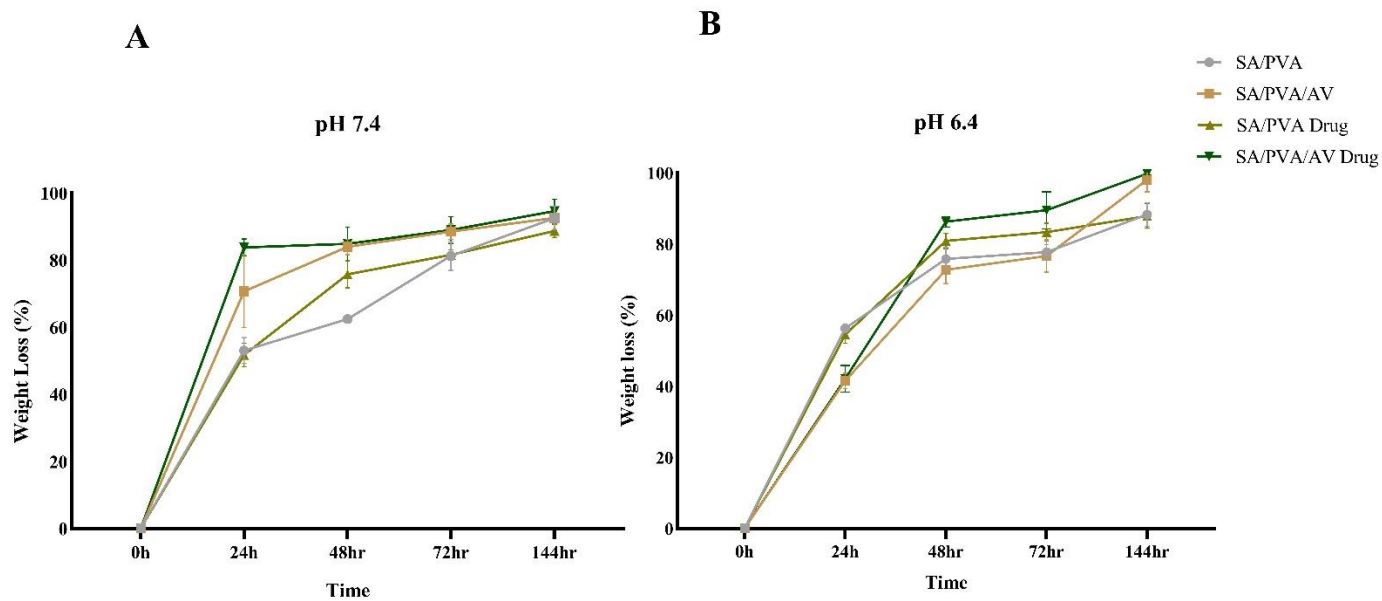 A
pH 7.4
Weight Loss (%)
100
80
60
40
20
0
0h 24h 48hr 72hr 144hr
Time
B
pH 6.4
Weight loss (%)
100
80
60
40
20
0
0h 24h 48hr 72hr 144hr
Time
SA/PVA
SA/PVA/AV
SA/PVA Drug
SA/PVA/AV Drug